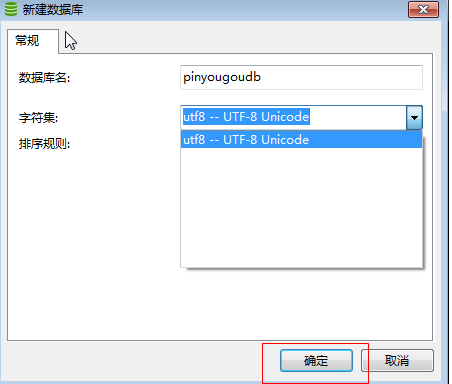 新建数据库
常规
数据库名:
pinyougoudb
字符集:
utf8 -- UTF-8 Unicode
utf8 -- UTF-8 Unicode
排序规则:
确定
取消